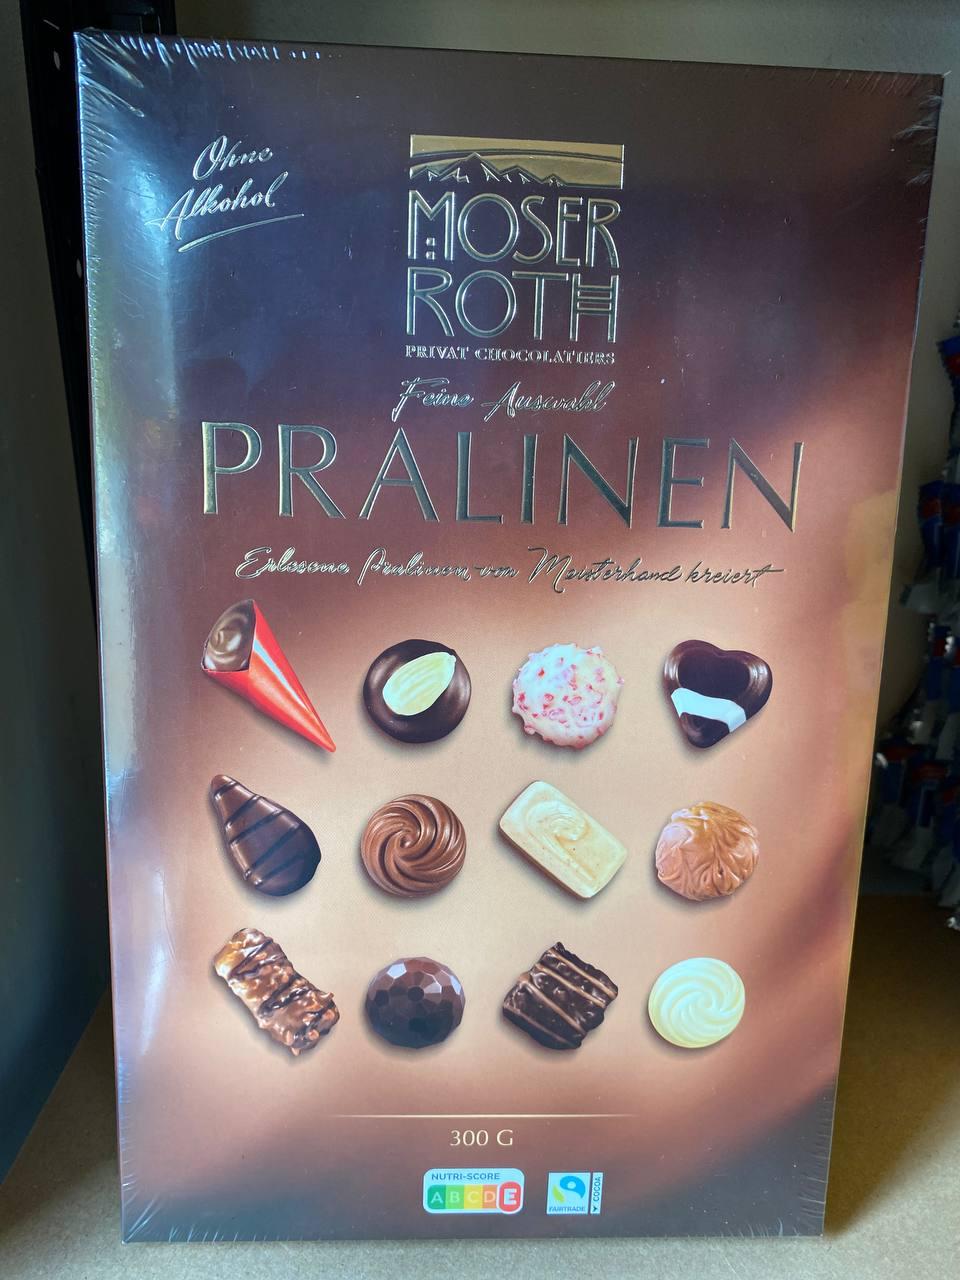 Ohne
Alkohol
MOSER
ROTH
PRIVAT CHOCOLATIERS
Feine Auswahl
PRALINEN
Erlesene Pralinen von Meisterhand kreiert
300 G
NUTRI-SCORE
A B C D E
FAIRTRADE
COCOA